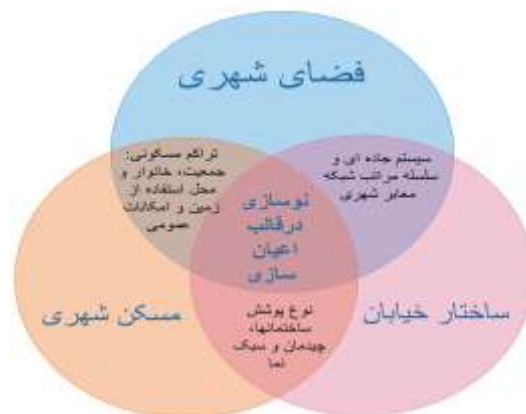 فضای شهری
تراکم مسکونی:
جمعیت، خانوار و
محل استفاده از
زمین و امکانات
عمومی
سیستم جاده ای و
سلسله مراتب شبکه
معابر شهری
نوسازی
درقالب
اعیان
سازی
مسکن شهری
ساختار خیابان
نوع پوشش
ساختمانها،
چیدمان و سبک
نما